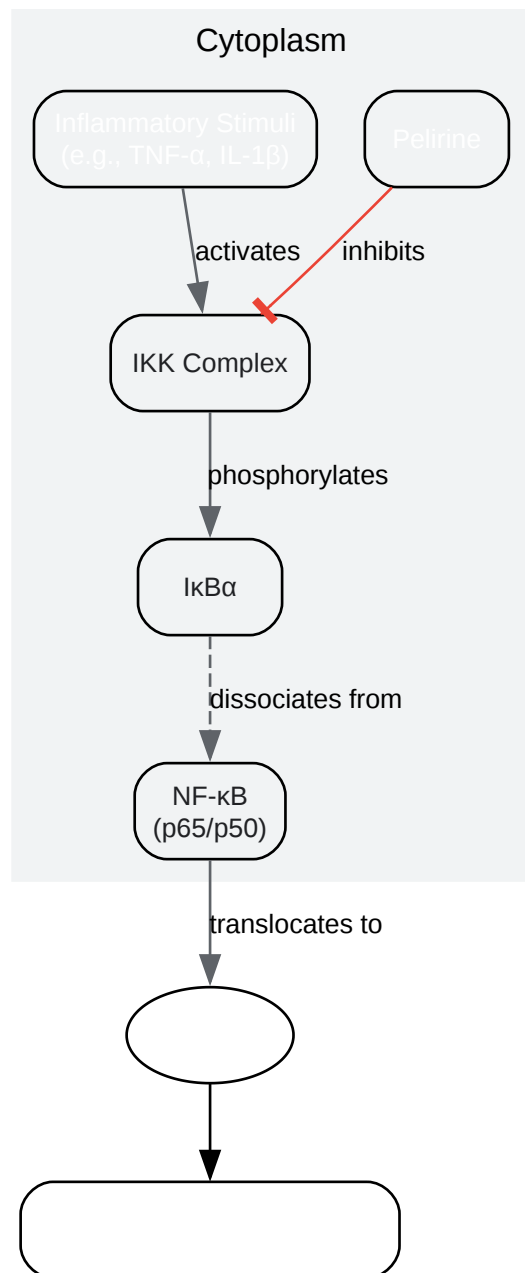 Cytoplasm
Inflammatory Stimuli
(e.g., TNF-α, IL-1β)
Pelirine
activates
inhibits
IKK Complex
phosphorylates
IκBα
dissociates from
NF-κB
(p65/p50)
translocates to